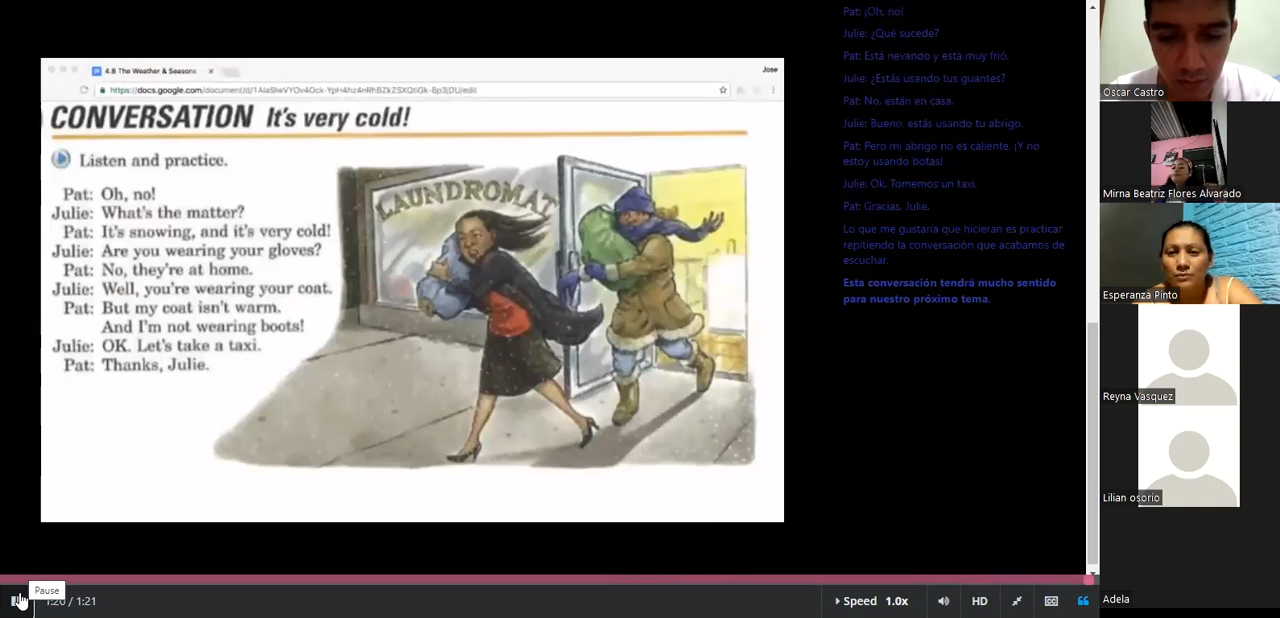 4.8 The Weather & Seasons
Jose
CONVERSATION It's very cold!
Listen and practice.
Pat: Oh, no!
Julie: What's the matter?
Pat: It's snowing, and it's very cold!
Julie: Are you wearing your gloves?
Pat: No, they're at home.
Julie: Well, you're wearing your coat.
Pat: But my coat isn't warm.
And I'm not wearing boots!
Julie: OK. Let's take a taxi.
Pat: Thanks, Julie.
LAUNDROMAT
Pat: ¡Oh, no!
Julie: ¿Qué sucede?
Pat: Está nevando y está muy frió.
Julie: ¿Estás usando tus guantes?
Pat: No, están en casa.
Julie: Bueno, estás usando tu abrigo.
Pat: Pero mi abrigo no es caliente. ¡Y no
estoy usando botas!
Julie: Ok. Tomemos un taxi.
Pat: Gracias, Julie.
Lo que me gustaría que hicieran es practicar
repitiendo la conversación que acabamos de
escuchar.
Esta conversación tendrá mucho sentido
para nuestro próximo tema.
Oscar Castro
Mirna Beatriz Flores Alvarado
Esperanza Pinto
Reyna Vasquez
Lilian osorio
Adela
Pause
1:20 / 1:21
Speed 1.0x
HD
CC